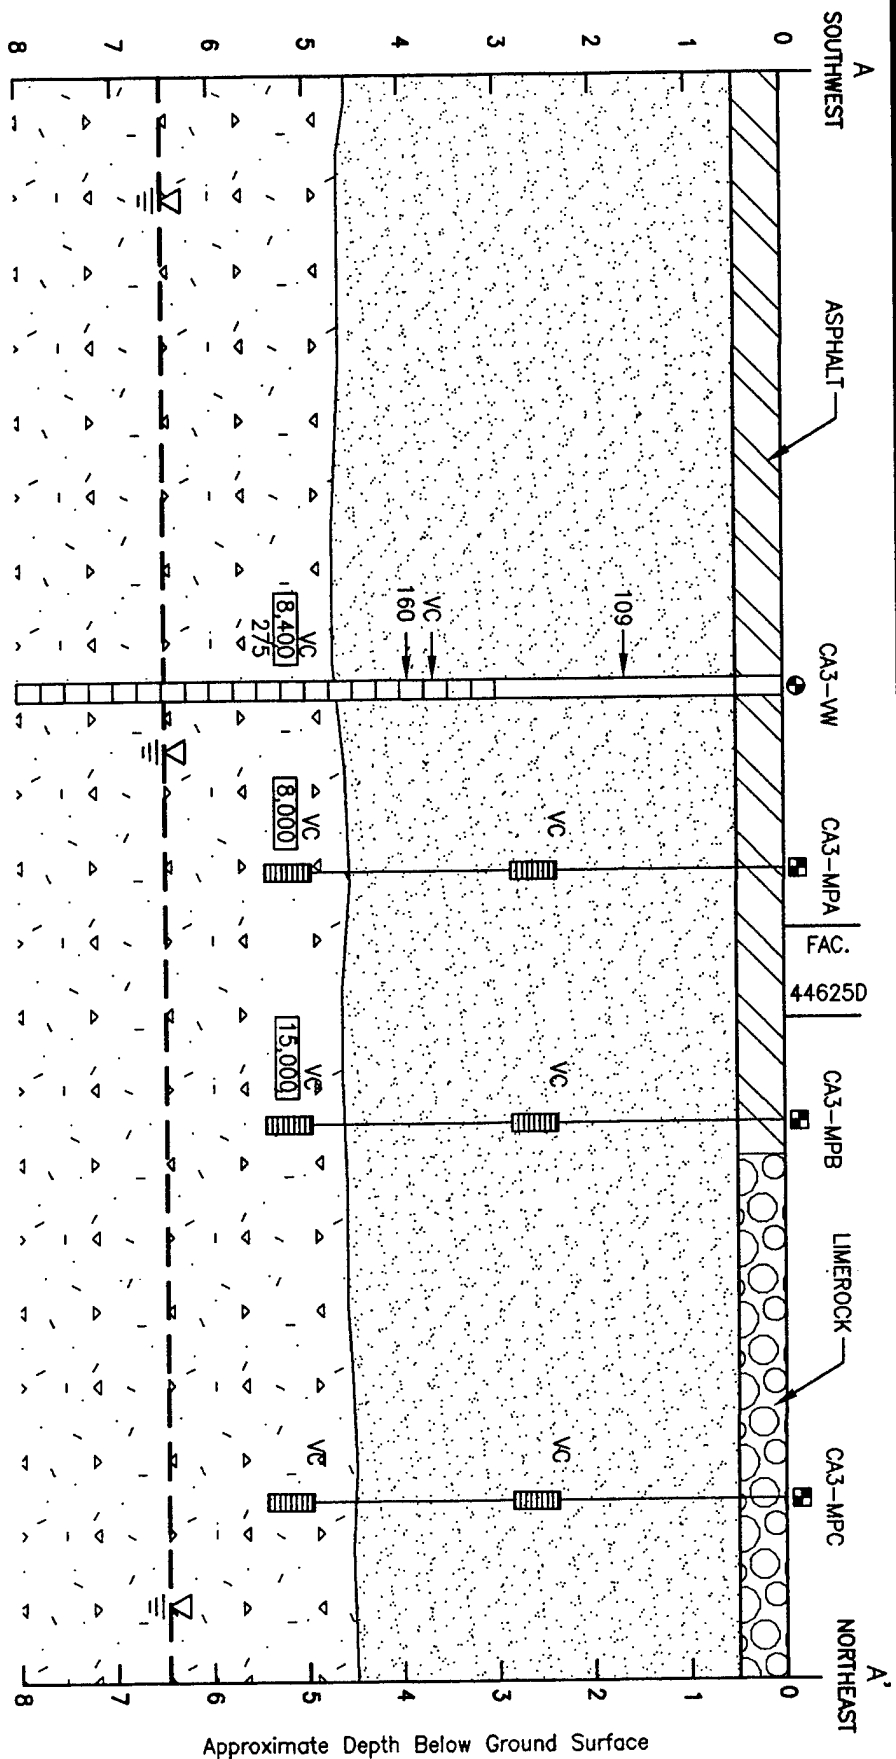 A
SOUTHWEST
A'
NORTHEAST
ASPHALT
CA3-VW
CA3-MPA
FAC.
44625D
CA3-MPB
LIMEROCK
CA3-MPC
0
1
2
3
4
5
6
7
8
109
VC
160
VC
18,400
275
VC
VC
8,000
VC
VC
15,000
VC
VC
0
1
2
3
4
5
6
7
8
Approximate Depth Below Ground Surface